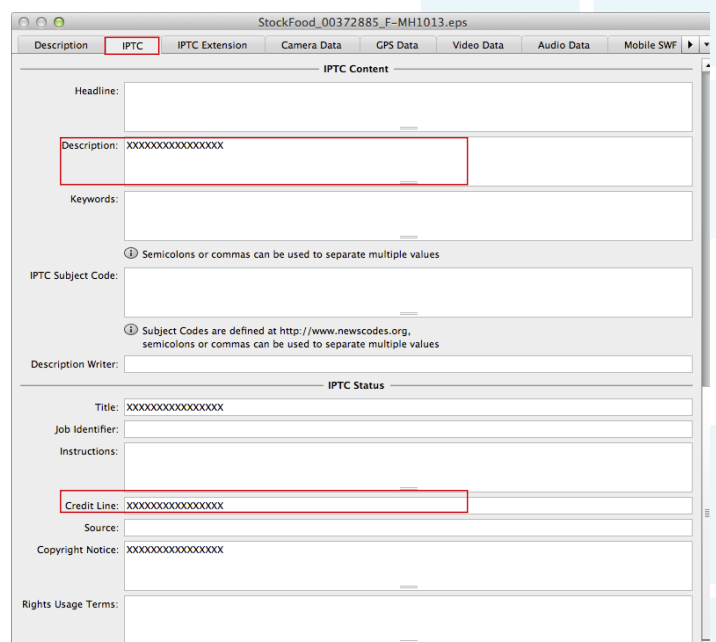 StockFood_00372885_F-MH1013.eps
Description IPTC IPTC Extension Camera Data GPS Data Video Data Audio Data Mobile SWF
IPTC Content
Headline:
Description: XXXXXXXXXXXXXXXX
Keywords:
Semicolons or commas can be used to separate multiple values
IPTC Subject Code:
Subject Codes are defined at http://www.newscodes.org,
semicolons or commas can be used to separate multiple values
Description Writer:
IPTC Status
Title: XXXXXXXXXXXXXXXX
Job Identifier:
Instructions:
Credit Line: XXXXXXXXXXXXXXXX
Source:
Copyright Notice: XXXXXXXXXXXXXXXX
Rights Usage Terms: